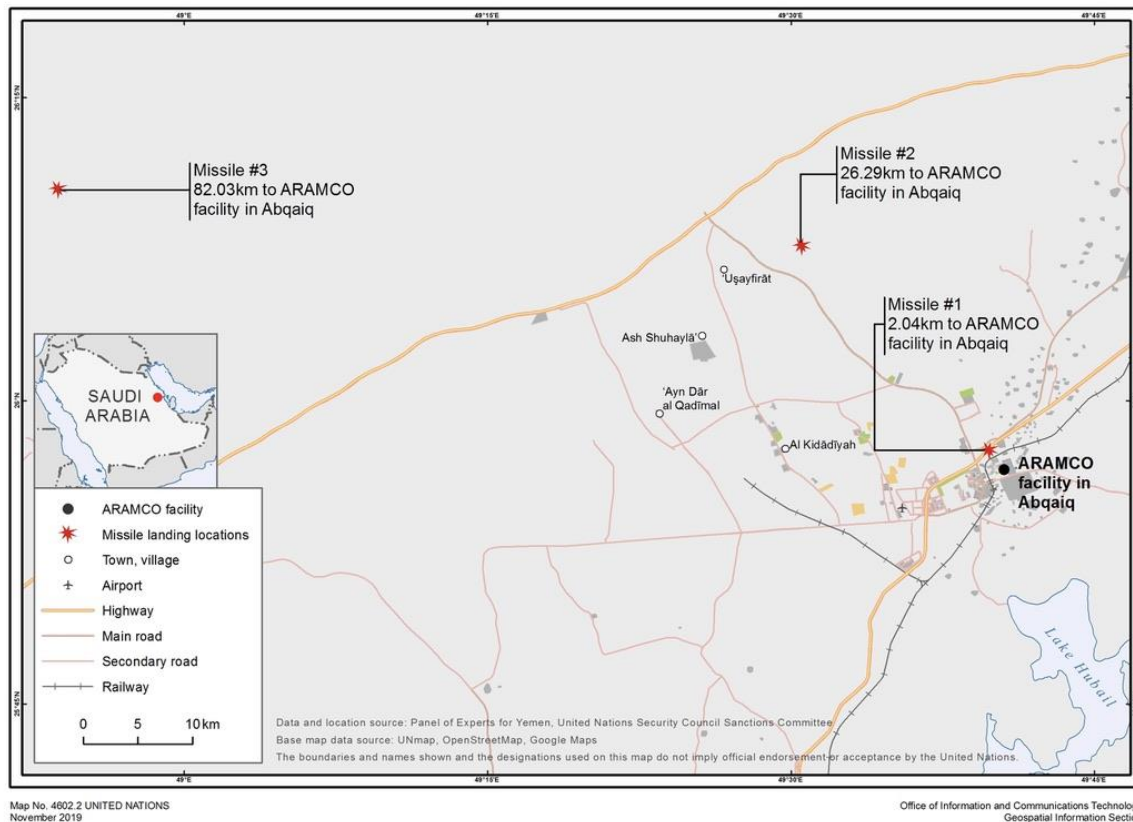 49°E
49°15'E
49°30'E
49°45'E
26°15'N
26°N
25°45'N
Missile #3
82.03km to ARAMCO
facility in Abqaiq
Missile #2
26.29km to ARAMCO
facility in Abqaiq
'Uşayfirāt
Missile #1
2.04km to ARAMCO
facility in Abqaiq
Ash Shuhaylā'
'Ayn Dār
al Qadīmal
Al Kidādīyah
ARAMCO
facility in
Abqaiq
SAUDI
ARABIA
ARAMCO facility
Missile landing locations
Town, village
Airport
Highway
Main road
Secondary road
Railway
0 5 10 km
Lake Hubail
Data and location source: Panel of Experts for Yemen, United Nations Security Council Sanctions Committee
Base map data source: UNmap, OpenStreetMap, Google Maps
The boundaries and names shown and the designations used on this map do not imply official endorsement or acceptance by the United Nations.
49°E
49°15'E
49°30'E
49°45'E
Map No. 4602.2 UNITED NATIONS
November 2019
Office of Information and Communications Technolog
Geospatial Information Sectio